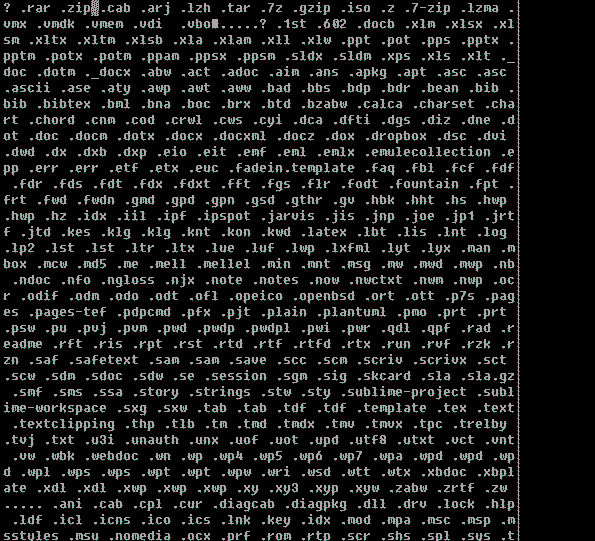 ? .rar .zip▒.cab .arj .lzh .tar .7z .gzip .iso .z .7-zip .lzma .
vmx .vmdk .vmem .vdi  .vbo█.....? .1st .602 .docb .xlm .xlsx .xl
sm .xltx .xltm .xlsb .xla .xlam .xll .xlw .ppt .pot .pps .pptx .
pptm .potx .potm .ppam .ppsx .ppsm .sldx .sldm .xps .xls .xlt ._
doc .dotm ._docx .abw .act .adoc .aim .ans .apkg .apt .asc .asc
.ascii .ase .aty .awp .awt .aww .bad .bbs .bdp .bdr .bean .bib .
bib .bibtex .bml .bna .boc .brx .btd .bzabw .calca .charset .cha
rt .chord .cnm .cod .crwl .cws .cyi .dca .dfti .dgs .diz .dne .d
ot .doc .docm .dotx .docx .docxml .docz .dox .dropbox .dsc .dvi
.dwd .dx .dxb .dxp .eio .eit .emf .eml .emlx .emulecollection .e
pp .err .err .etf .etx .euc .fadein.template .faq .fbl .fcf .fdf
.fdr .fds .fdt .fdx .fdxt .fft .fgs .flr .fodt .fountain .fpt .
frt .fwd .fwdn .gmd .gpd .gpn .gsd .gthr .gv .hbk .hht .hs .hwp
.hwp .hz .idx .iil .ipf .ipspot .jarvis .jis .jnp .joe .jp1 .jrt
f .jtd .kes .klg .klg .knt .kon .kwd .latex .lbt .lis .lnt .log
.lp2 .lst .lst .ltr .ltx .lue .luf .lwp .lxfml .lyt .lyx .man .m
box .mcw .md5 .me .mell .mellel .min .mnt .msg .mw .mwd .mwp .nb
.ndoc .nfo .ngloss .njx .note .notes .now .nwctxt .nwm .nwp .oc
r .odif .odm .odo .odt .ofl .opeico .openbsd .ort .ott .p7s .pag
es .pages-tef .pdpcmd .pfx .pjt .plain .plantuml .pmo .prt .prt
.psw .pu .pvj .pvm .pwd .pwdp .pwdpl .pwi .pwr .qdl .qpf .rad .r
eadme .rft .ris .rpt .rst .rtd .rtf .rtfd .rtx .run .rvf .rzk .r
zn .saf .safetext .sam .sam .save .scc .scm .scriv .scrivx .sct
.scw .sdm .sdoc .sdw .se .session .sgm .sig .skcard .sla .sla.gz
.smf .sms .ssa .story .strings .stw .sty .sublime-project .subl
ime-workspace .sxg .sxw .tab .tab .tdf .tdf .template .tex .text
.textclipping .thp .tlb .tm .tmd .tmdx .tmv .tmvx .tpc .trelby
.tvj .txt .u3i .unauth .unx .uof .uot .upd .utf8 .utxt .vct .vnt
.vw .wbk .webdoc .wn .wp .wp4 .wp5 .wp6 .wp7 .wpa .wpd .wpd .wp
d .wpl .wps .wps .wpt .wpt .wpw .wri .wsd .wtt .wtx .xbdoc .xbpl
ate .xdl .xdl .xwp .xwp .xwp .xy .xy3 .xyp .xyw .zabw .zrtf .zw
..... .ani .cab .cpl .cur .diagcab .diagpkg .dll .drv .lock .hlp
.ldf .icl .icns .ico .ics .lnk .key .idx .mod .mpa .msc .msp .m
sstyles .msu .nomedia .ocx .prf .rom .rtp .scr .shs .spl .sys .t